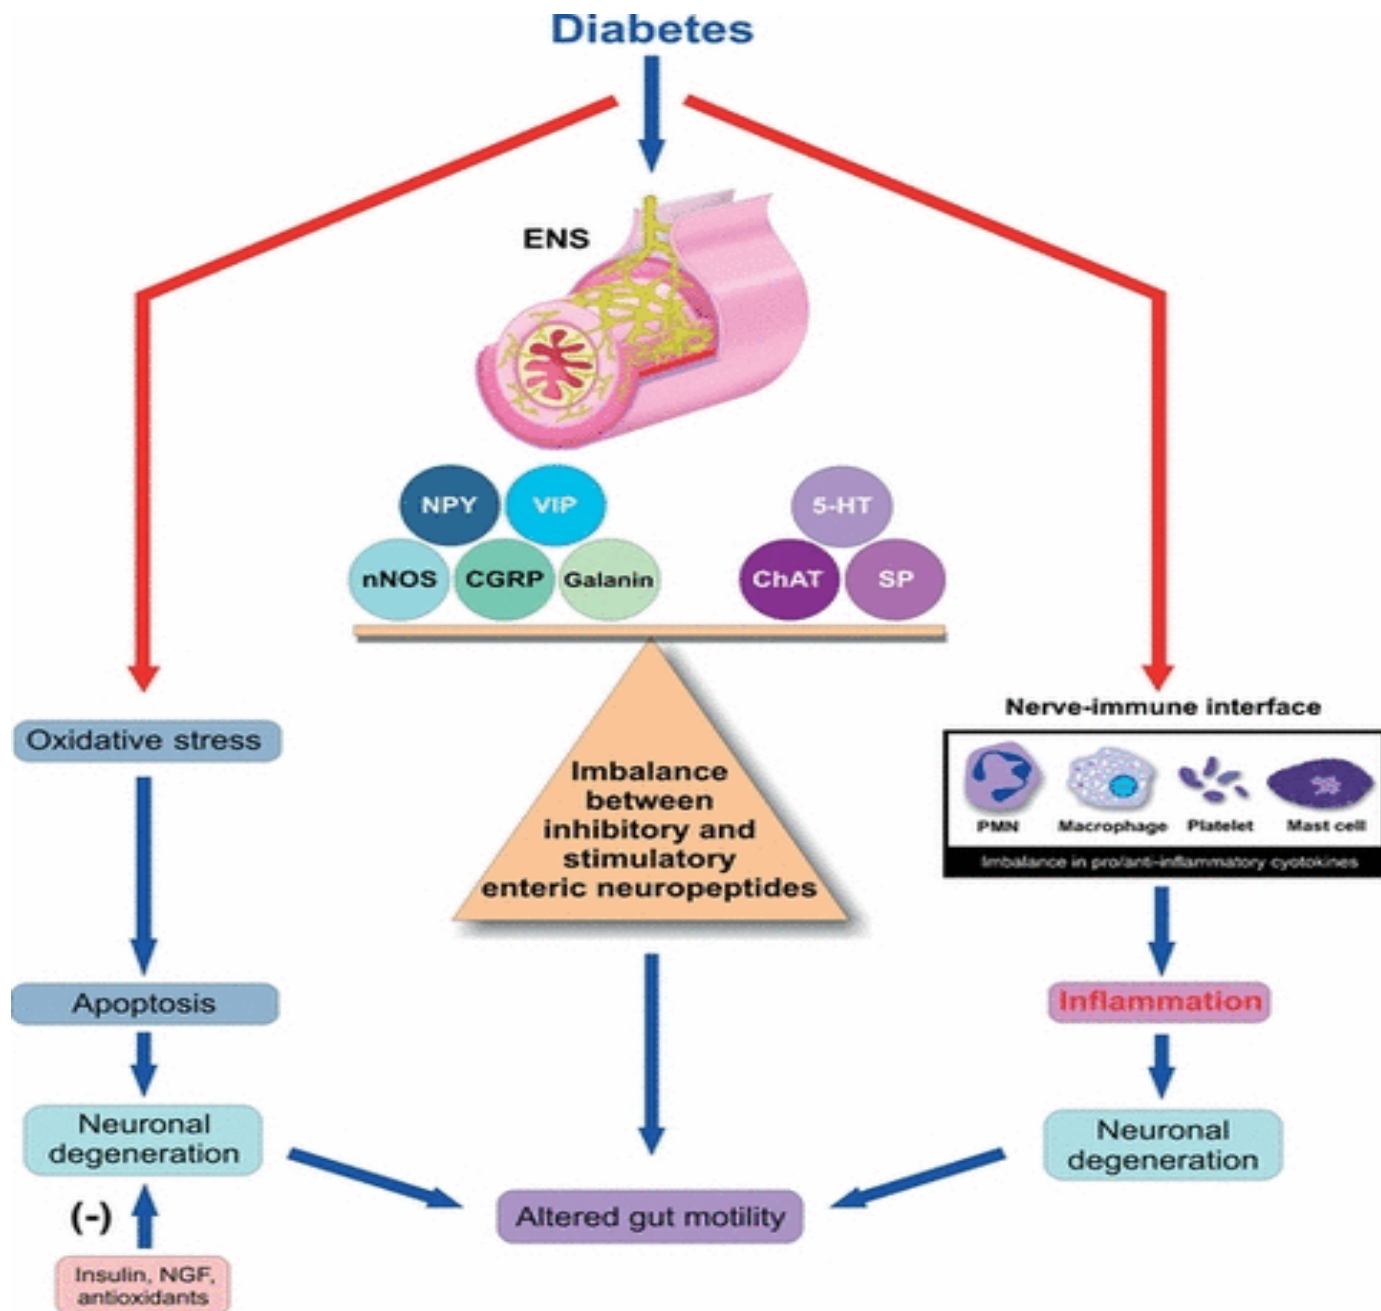 Diabetes
ENS
NPY
VIP
5-HT
nNOS
CGRP
Galanin
ChAT
SP
Oxidative stress
Imbalance
between
inhibitory and
stimulatory
enteric neuropeptides
Nerve-immune interface
PMN
Macrophage
Platelet
Mast cell
Imbalance in pro/anti-inflammatory cyotokines
Apoptosis
Inflammation
Neuronal
degeneration
Neuronal
degeneration
(-)
Altered gut motility
Insulin, NGF,
antioxidants